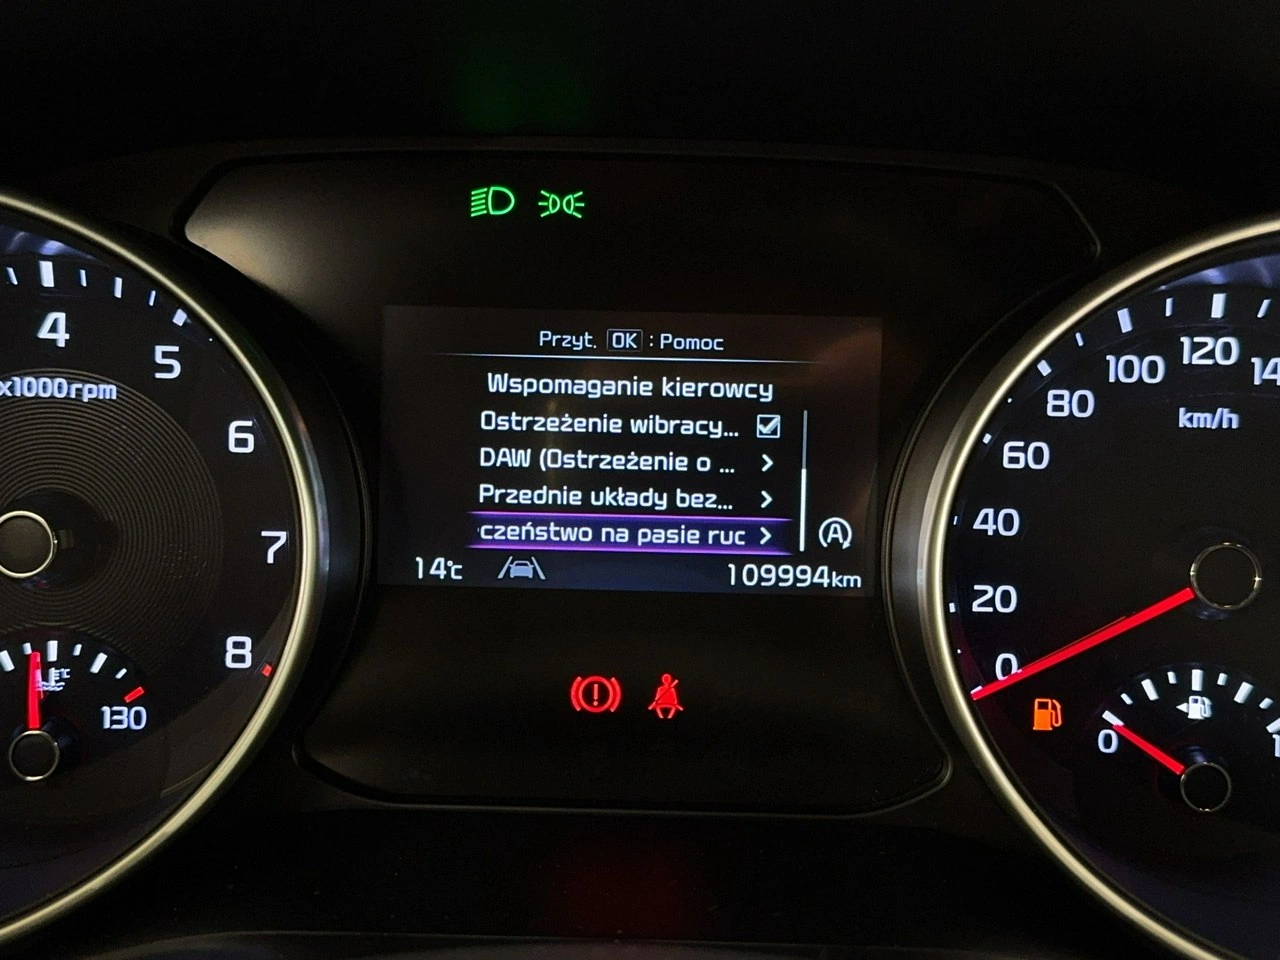 Przyt. OK : Pomoc
Wspomaganie kierowcy
Ostrzeżenie wibracy...
DAW (Ostrzeżenie o ...
Przednie układy bez...
czeństwo na pasie ruc
A
14°C
109994km
4
5
x1000rpm
6
7
8
°C
130
120
100
80
km/h
60
40
20
0
0